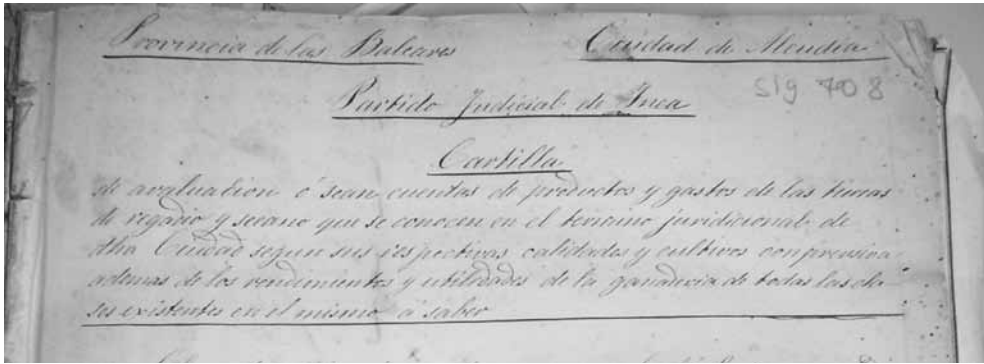 Provincia de las Baleares Ciudad de Alcudia
Sig 708
Partido Judicial de Inca
Cartilla
de avaluacion ó sean cuentas de productos y gastos de las tierras
de regadio y secano que se conocen en el termino juridicional de
dha Ciudad segun sus respectivas calidades y cultivos comprensiva
ademas de los rendimientos y utilidades de la ganaderia de todas las cla
ses existentes en el mismo á saber